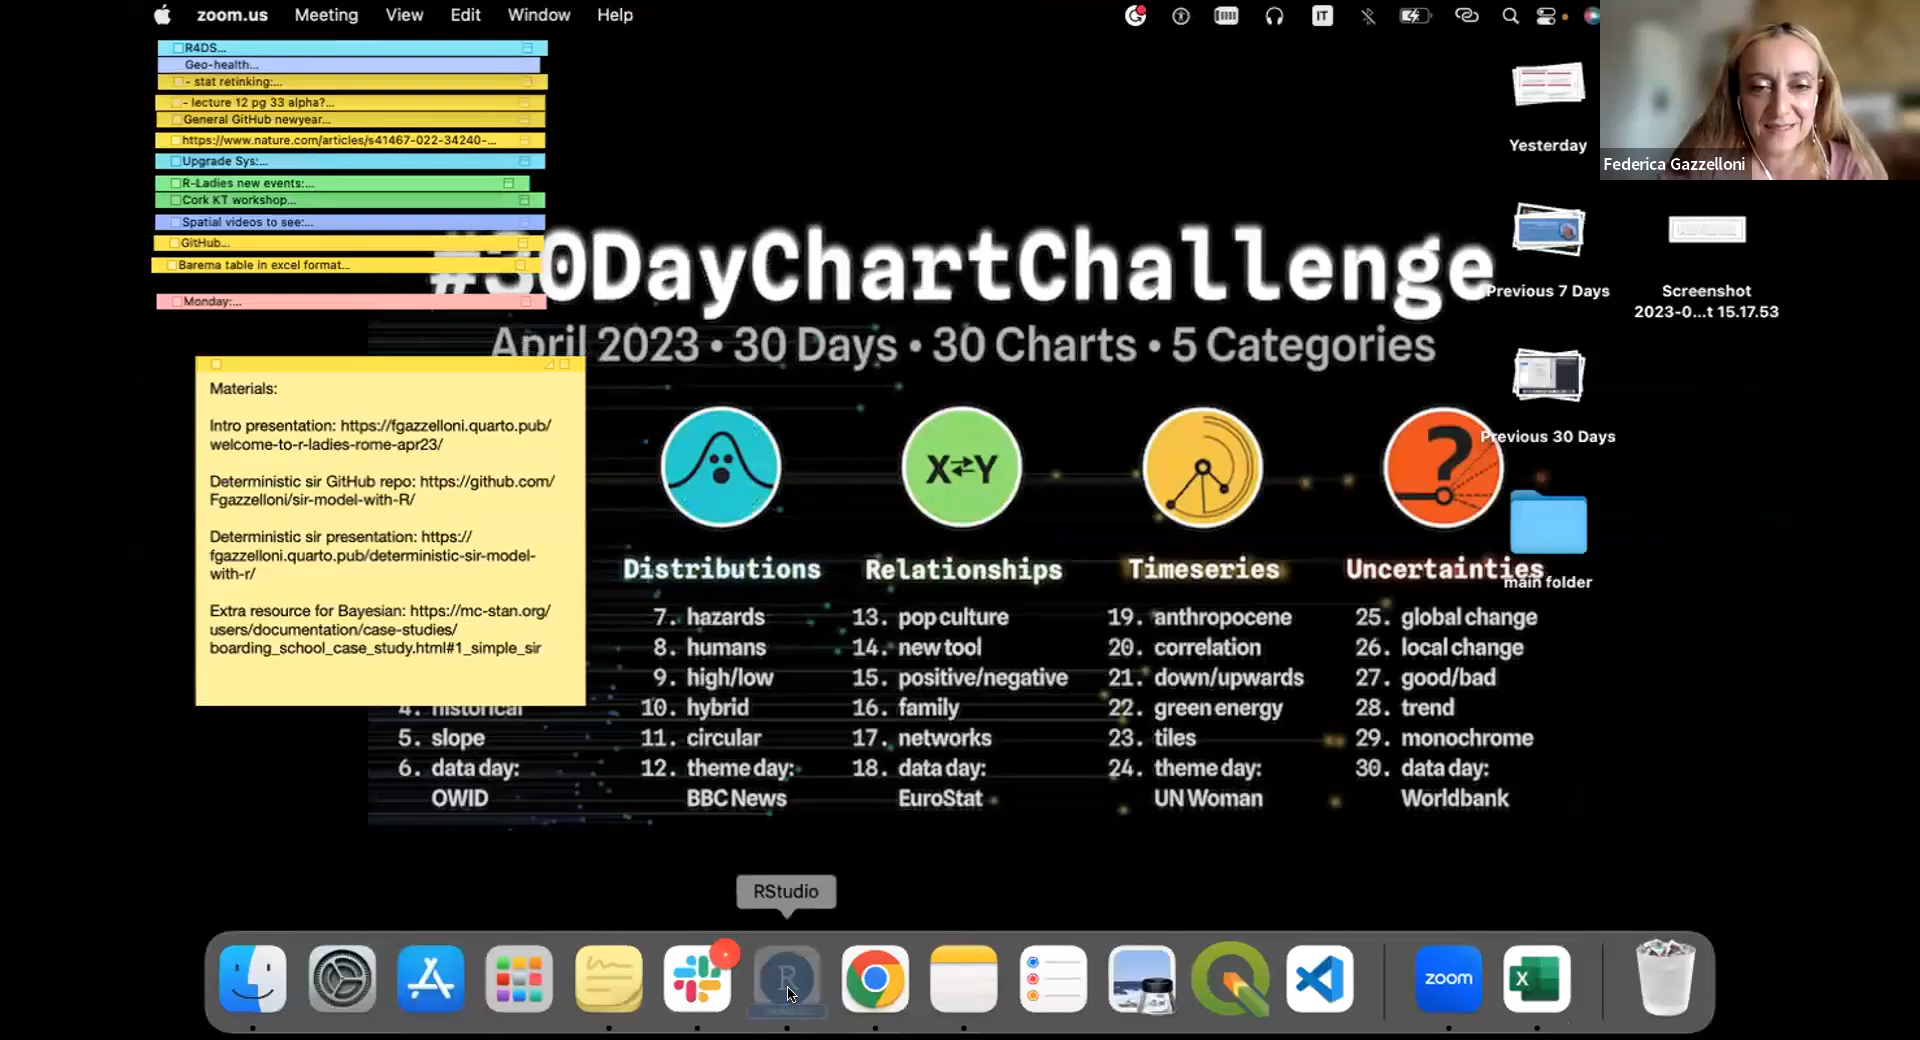 zoom.us Meeting View Edit Window Help
IT
R4DS...
Geo-health...
- stat retinking:...
- lecture 12 pg 33 alpha?...
General GitHub newyear...
https://www.nature.com/articles/s41467-022-34240-...
Upgrade Sys:...
R-Ladies new events:...
Cork KT workshop...
Spatial videos to see:...
GitHub...
Barema table in excel format...
Monday:...
Yesterday
Federica Gazzelloni
Previous 7 Days
Screenshot
2023-0...t 15.17.53
Previous 30 Days
main folder
#30DayChartChallenge
April 2023 • 30 Days • 30 Charts • 5 Categories
Materials:
Intro presentation: https://fgazzelloni.quarto.pub/
welcome-to-r-ladies-rome-apr23/
Deterministic sir GitHub repo: https://github.com/
Fgazzelloni/sir-model-with-R/
Deterministic sir presentation: https://
fgazzelloni.quarto.pub/deterministic-sir-model-
with-r/
Extra resource for Bayesian: https://mc-stan.org/
users/documentation/case-studies/
boarding_school_case_study.html#1_simple_sir
4. historical
5. slope
6. data day:
OWID
Distributions
7. hazards
8. humans
9. high/low
10. hybrid
11. circular
12. theme day:
BBC News
X⇄Y
Relationships
13. pop culture
14. new tool
15. positive/negative
16. family
17. networks
18. data day:
EuroStat
Timeseries
19. anthropocene
20. correlation
21. down/upwards
22. green energy
23. tiles
24. theme day:
UN Woman
?
Uncertainties
25. global change
26. local change
27. good/bad
28. trend
29. monochrome
30. data day:
Worldbank
RStudio
R
zoom
X